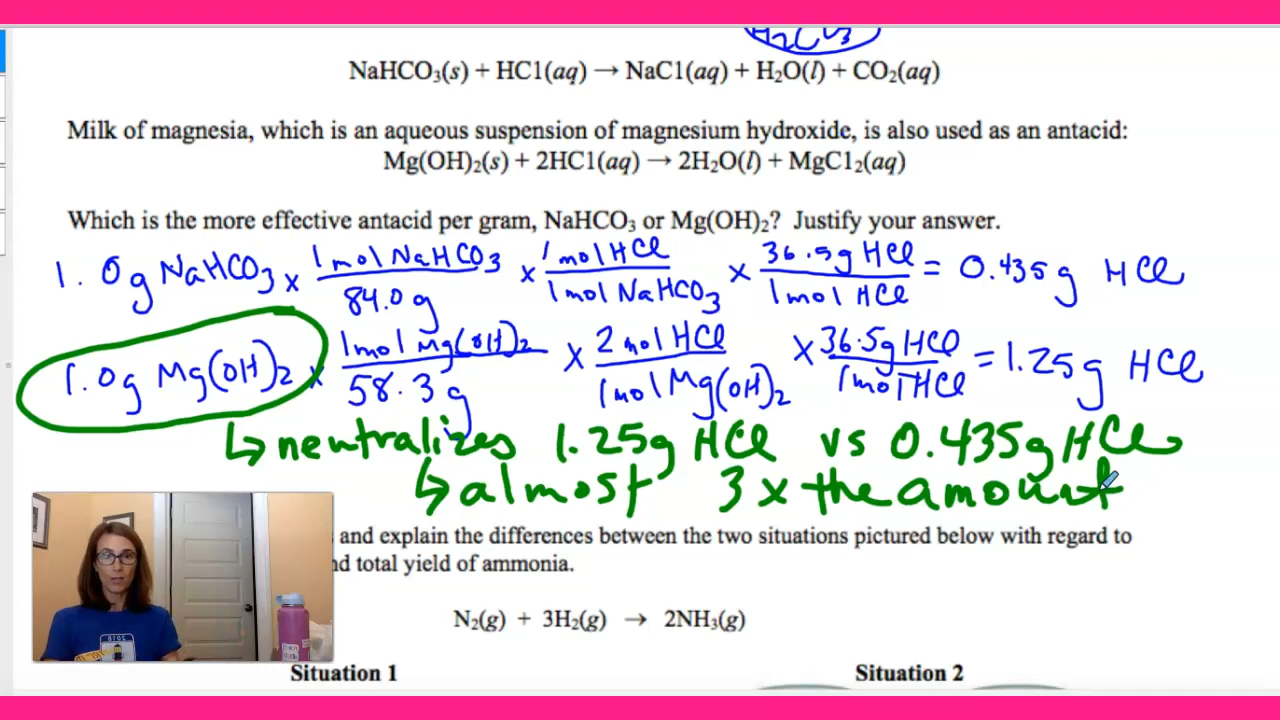 H2CO3
NaHCO₃(s) + HC1(aq) → NaC1(aq) + H₂O(l) + CO₂(aq)
Milk of magnesia, which is an aqueous suspension of magnesium hydroxide, is also used as an antacid:
Mg(OH)₂(s) + 2HC1(aq) → 2H₂O(l) + MgC1₂(aq)
Which is the more effective antacid per gram, NaHCO₃ or Mg(OH)₂? Justify your answer.
1.0g NaHCO3 x 1mol NaHCO3 / 84.0g x 1mol HCl / 1mol NaHCO3 x 36.5g HCl / 1mol HCl = 0.435g HCl
1.0g Mg(OH)2 x 1mol Mg(OH)2 / 58.3g x 2mol HCl / 1mol Mg(OH)2 x 36.5g HCl / 1mol HCl = 1.25g HCl
↳ neutralizes 1.25g HCl vs 0.435g HCl
↳ almost 3x the amount
and explain the differences between the two situations pictured below with regard to
total yield of ammonia.
N₂(g) + 3H₂(g) → 2NH₃(g)
Situation 1 Situation 2